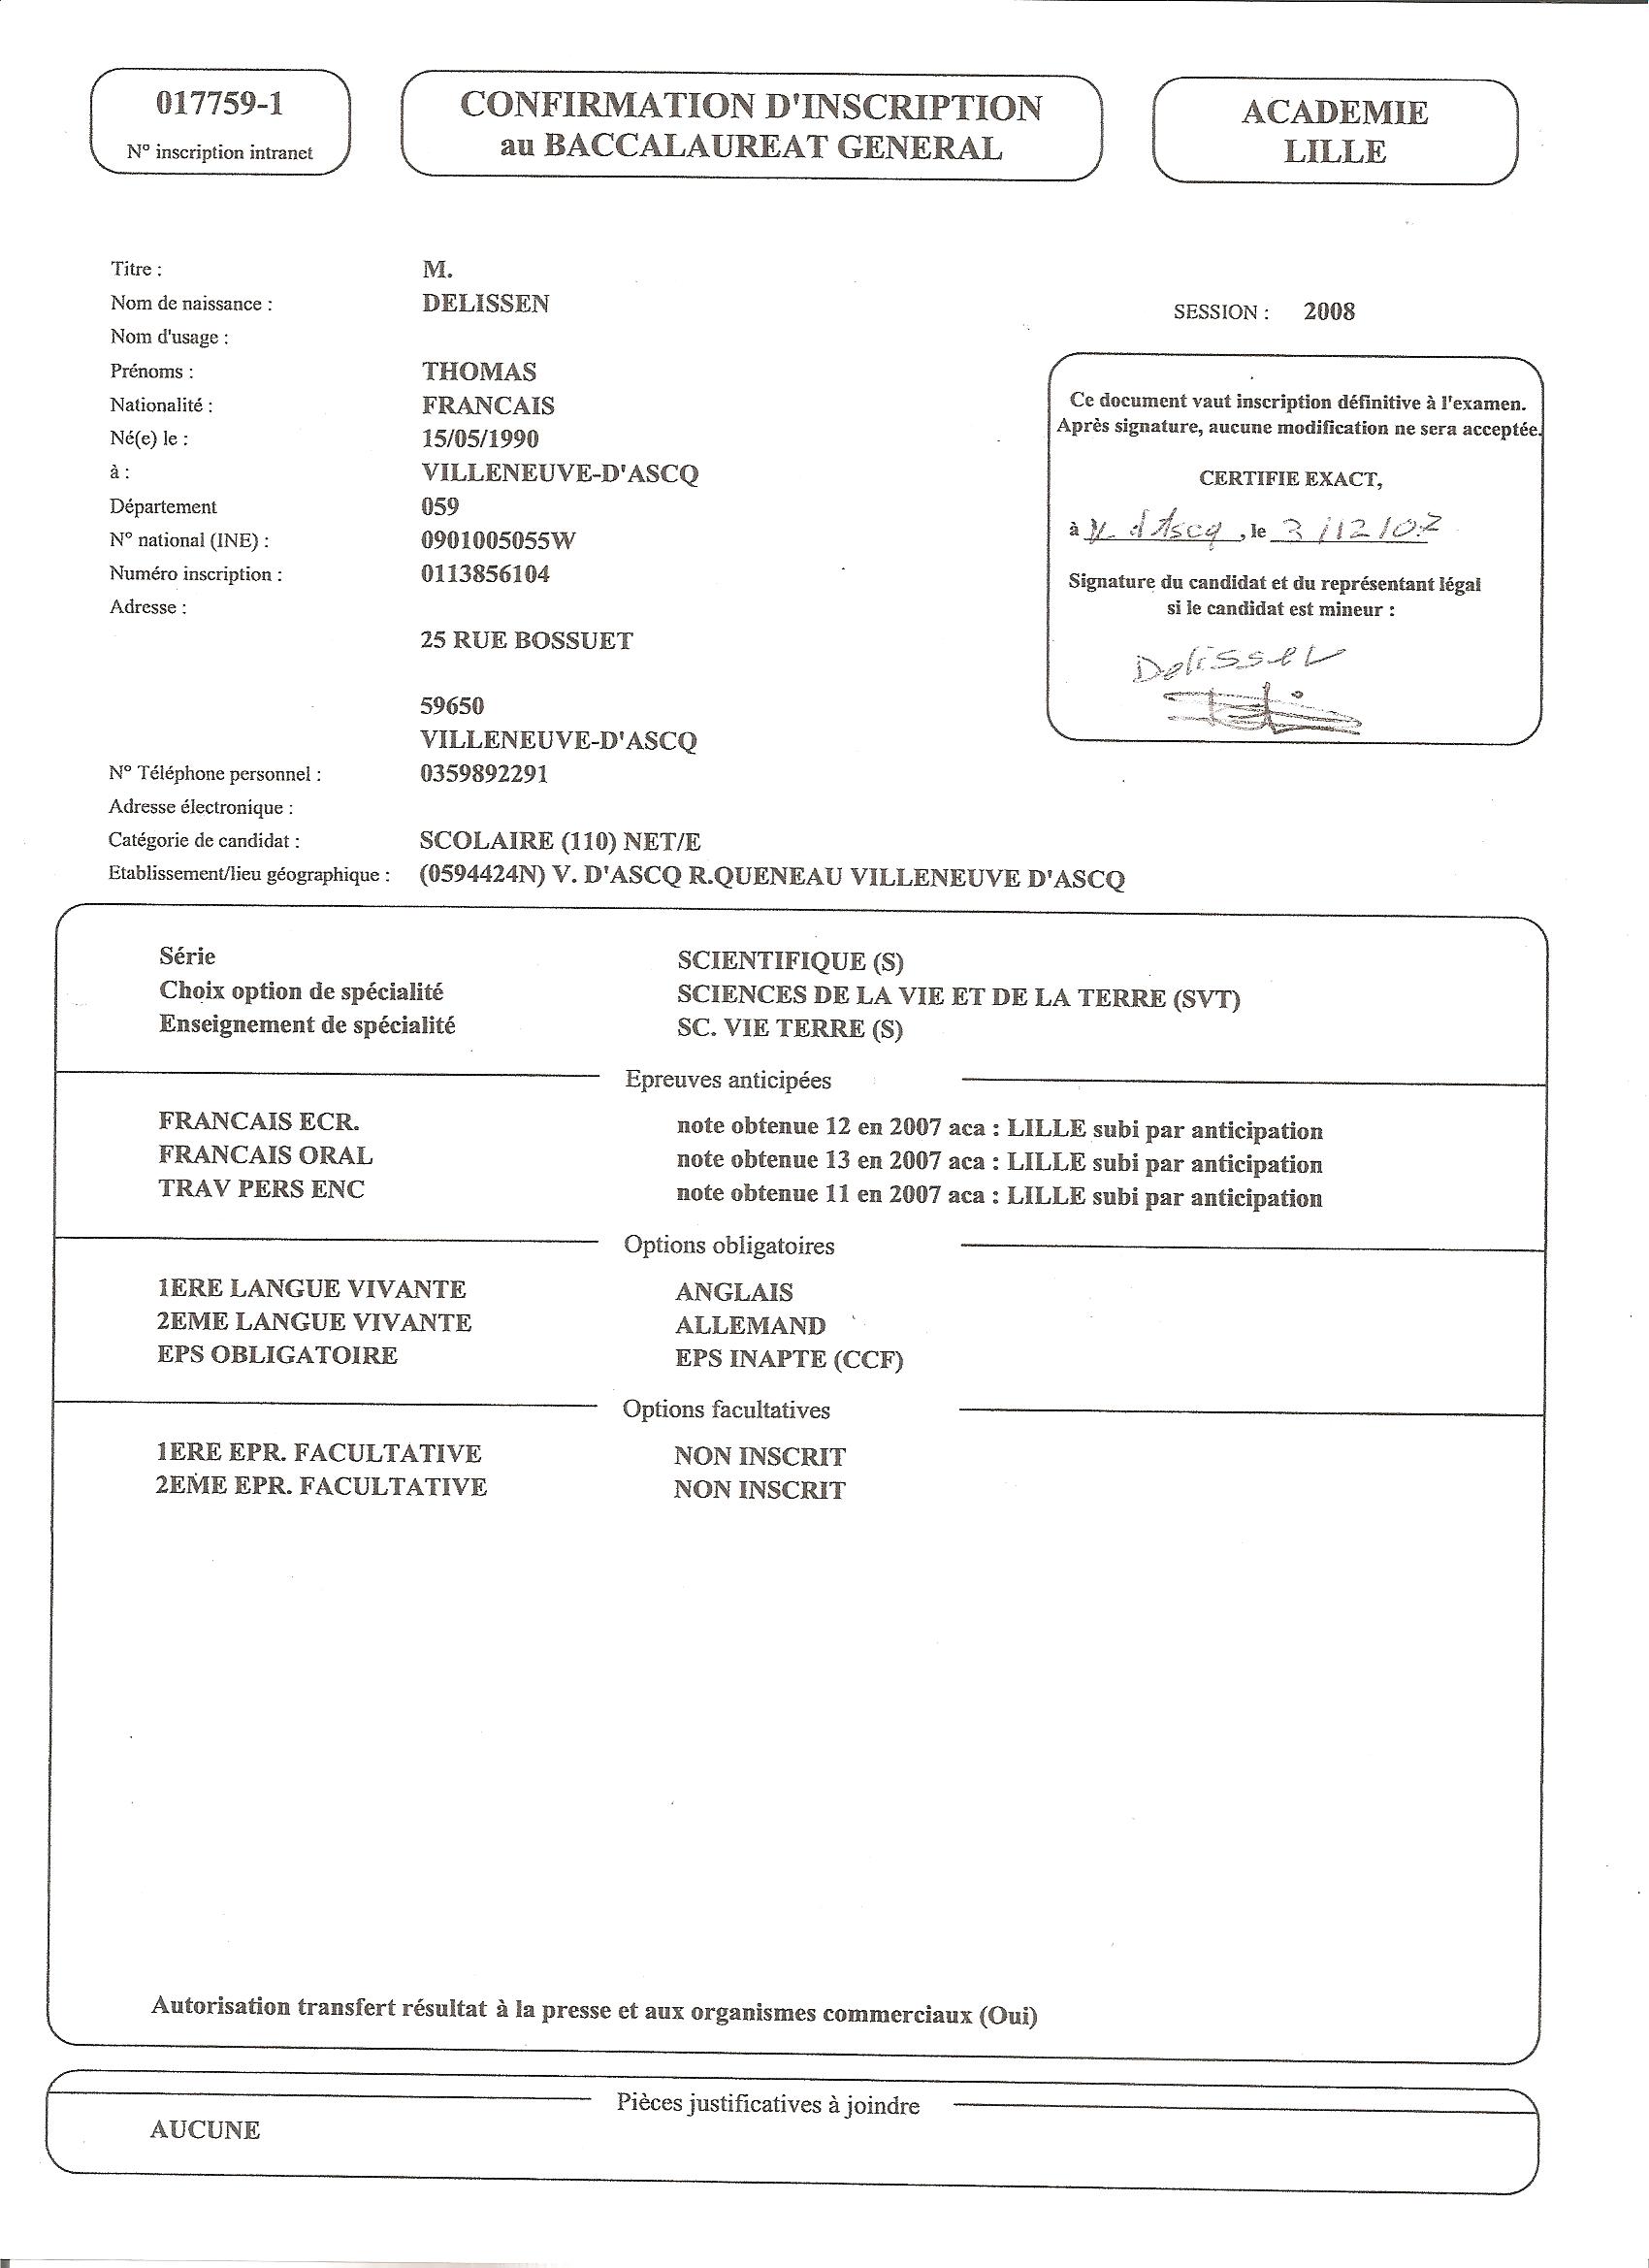 017759-1
N° inscription intranet
CONFIRMATION D'INSCRIPTION
au BACCALAUREAT GENERAL
ACADEMIE
LILLE
Titre : M.
Nom de naissance : DELISSEN
Nom d'usage :
Prénoms : THOMAS
Nationalité : FRANCAIS
Né(e) le : 15/05/1990
à : VILLENEUVE-D'ASCQ
Département 059
N° national (INE) : 0901005055W
Numéro inscription : 0113856104
Adresse :
25 RUE BOSSUET
59650
VILLENEUVE-D'ASCQ
N° Téléphone personnel : 0359892291
Adresse électronique :
Catégorie de candidat : SCOLAIRE (110) NET/E
Etablissement/lieu géographique : (0594424N) V. D'ASCQ R.QUENEAU VILLENEUVE D'ASCQ
SESSION : 2008
Ce document vaut inscription définitive à l'examen.
Après signature, aucune modification ne sera acceptée.
CERTIFIE EXACT,
à V. d'Ascq , le 3/12/07
Signature du candidat et du représentant légal
si le candidat est mineur :
Delissen
Série SCIENTIFIQUE (S)
Choix option de spécialité SCIENCES DE LA VIE ET DE LA TERRE (SVT)
Enseignement de spécialité SC. VIE TERRE (S)
Epreuves anticipées
FRANCAIS ECR. note obtenue 12 en 2007 aca : LILLE subi par anticipation
FRANCAIS ORAL note obtenue 13 en 2007 aca : LILLE subi par anticipation
TRAV PERS ENC note obtenue 11 en 2007 aca : LILLE subi par anticipation
Options obligatoires
1ERE LANGUE VIVANTE ANGLAIS
2EME LANGUE VIVANTE ALLEMAND
EPS OBLIGATOIRE EPS INAPTE (CCF)
Options facultatives
1ERE EPR. FACULTATIVE NON INSCRIT
2EME EPR. FACULTATIVE NON INSCRIT
Autorisation transfert résultat à la presse et aux organismes commerciaux (Oui)
Pièces justificatives à joindre
AUCUNE